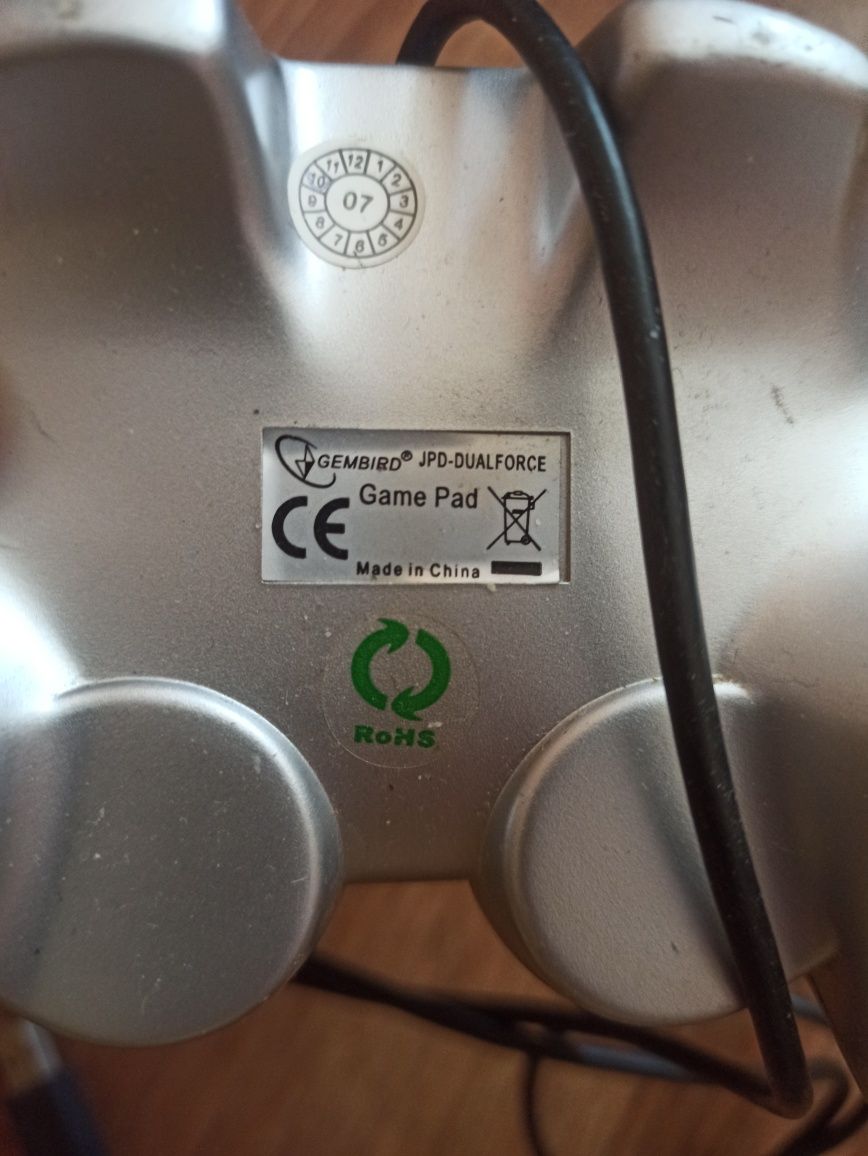 11 12 1
10 2
9 07 3
8 4
7 6 5
GEMBIRD® JPD-DUALFORCE
CE Game Pad
Made in China
RoHS